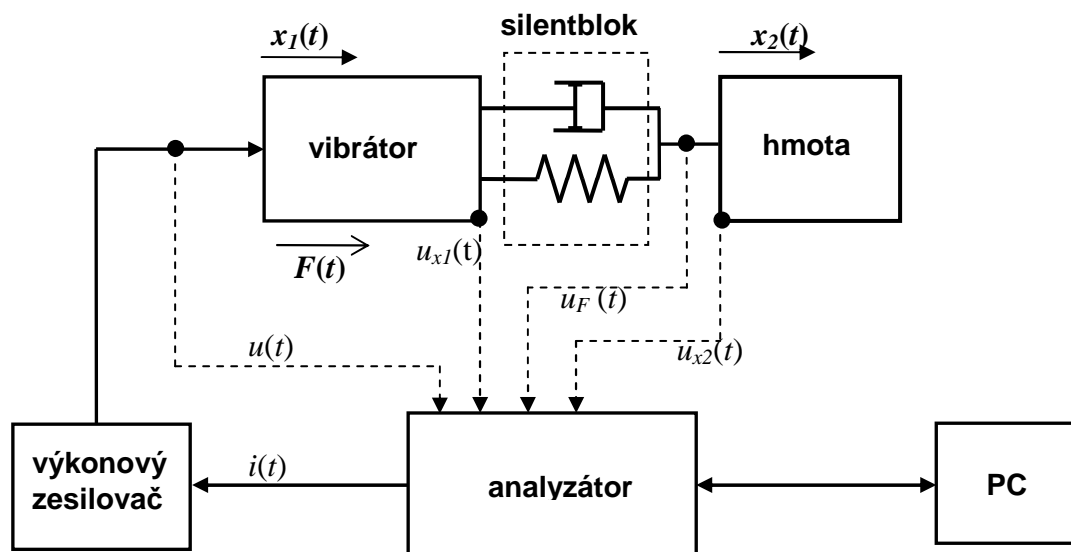 silentblok
x1(t)
x2(t)
vibrátor
hmota
F(t)
ux1(t)
uF (t)
u(t)
ux2(t)
výkonový
zesilovač
i(t)
analyzátor
PC